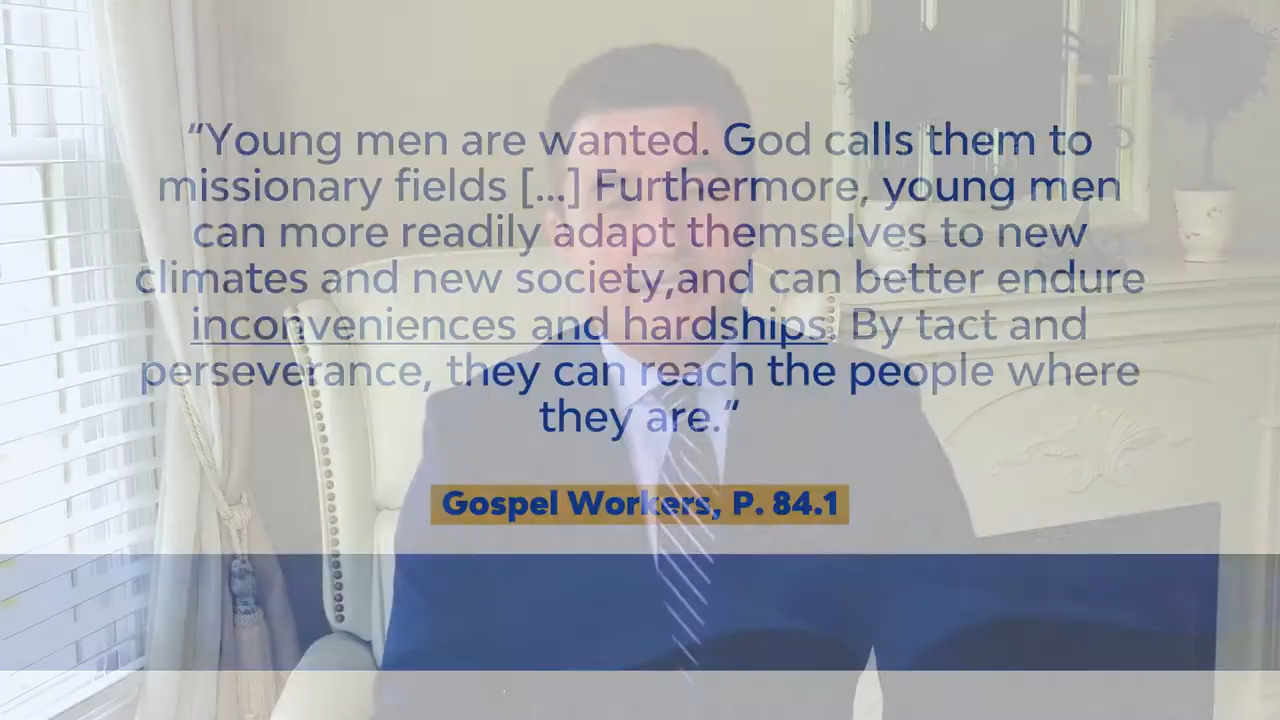 “Young men are wanted. God calls them to
missionary fields [...] Furthermore, young men
can more readily adapt themselves to new
climates and new society,and can better endure
inconveniences and hardships. By tact and
perseverance, they can reach the people where
they are.“
Gospel Workers, P. 84.1